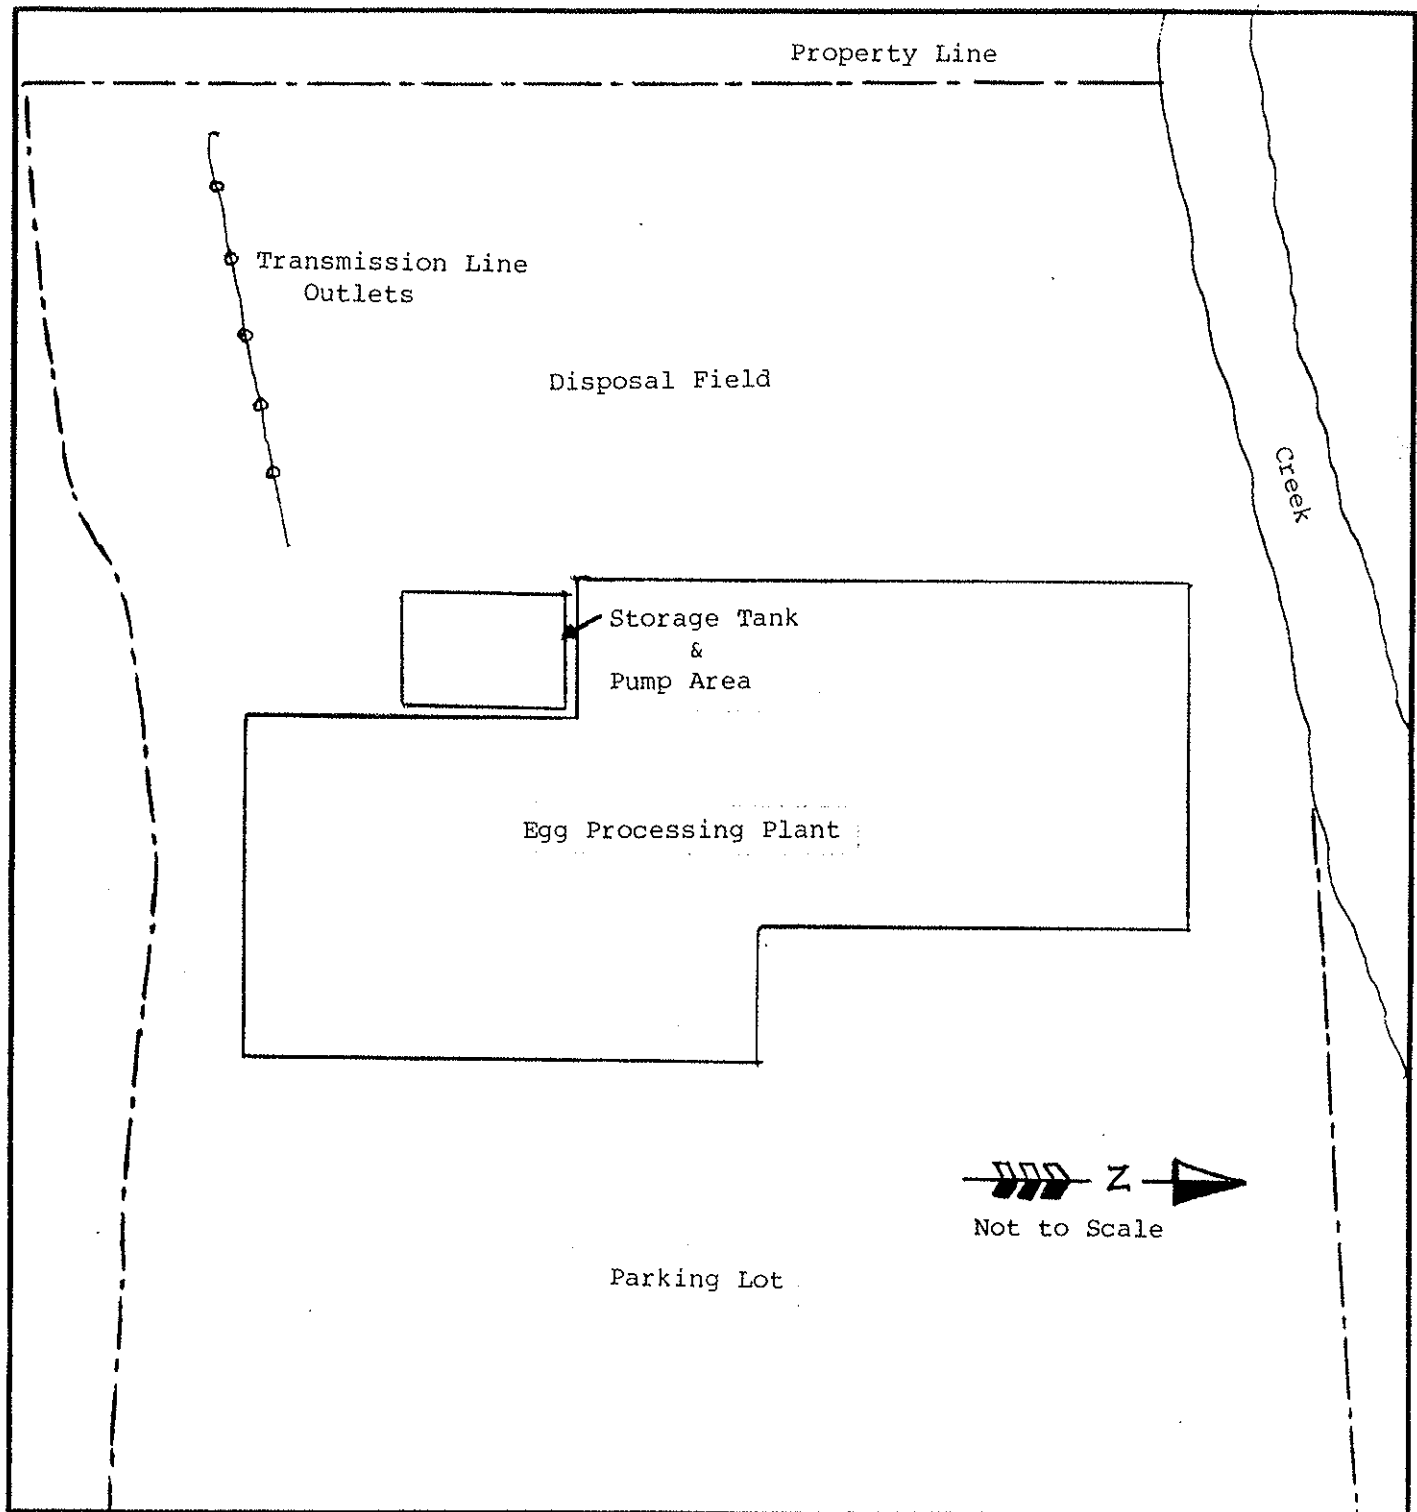 Property Line
Transmission Line
Outlets
Disposal Field
Creek
Storage Tank
&
Pump Area
Egg Processing Plant
N
Not to Scale
Parking Lot